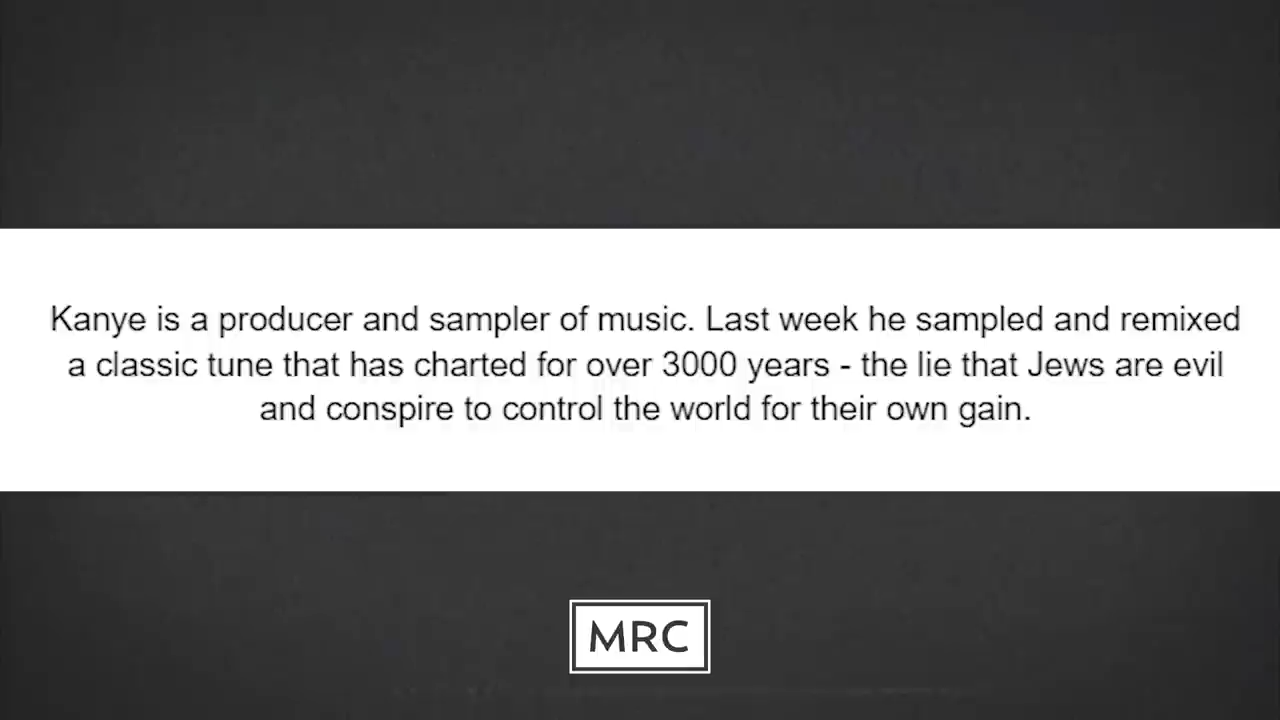 Kanye is a producer and sampler of music. Last week he sampled and remixed
a classic tune that has charted for over 3000 years - the lie that Jews are evil
and conspire to control the world for their own gain.
MRC